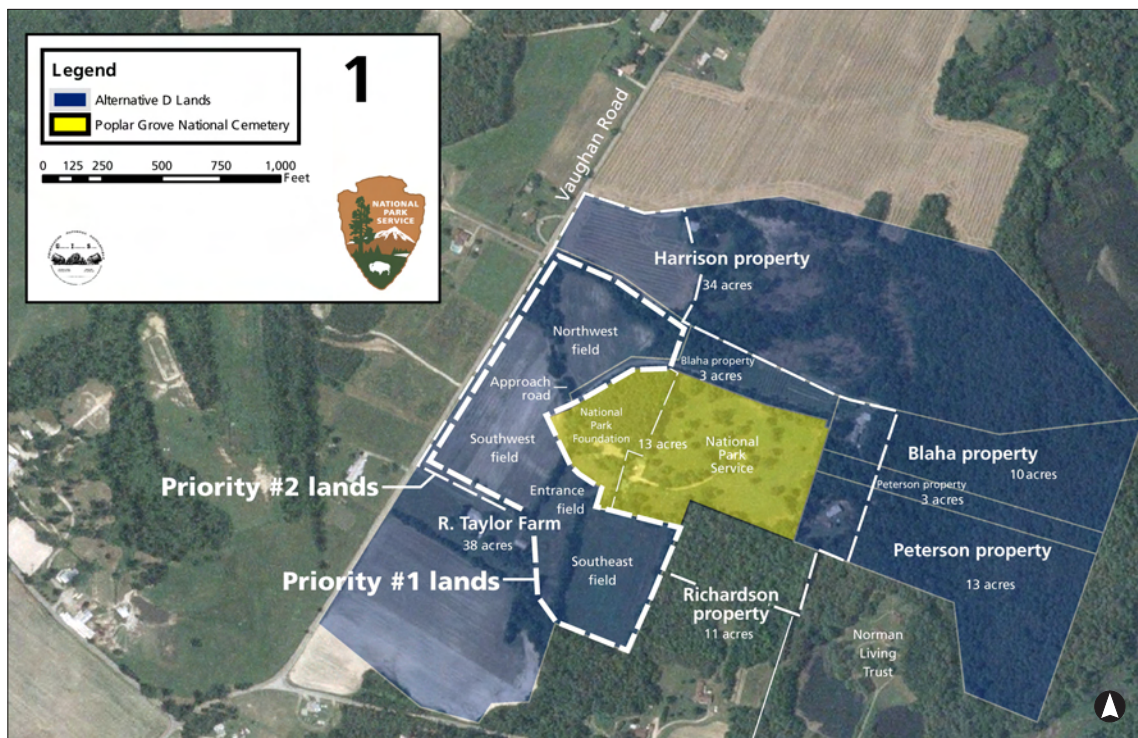 Legend
Alternative D Lands
Poplar Grove National Cemetery
1
0 125 250 500 750 1,000
Feet
NATIONAL
PARK
SERVICE
Vaughan Road
Harrison property
34 acres
Northwest
field
Blaha property
3 acres
Approach
road
National
Park
Foundation
13 acres
National
Park
Service
Southwest
field
Blaha property
10 acres
Priority #2 lands
Entrance
field
Peterson property
3 acres
R. Taylor Farm
38 acres
Peterson property
13 acres
Priority #1 lands
Southeast
field
Richardson
property
11 acres
Norman
Living
Trust